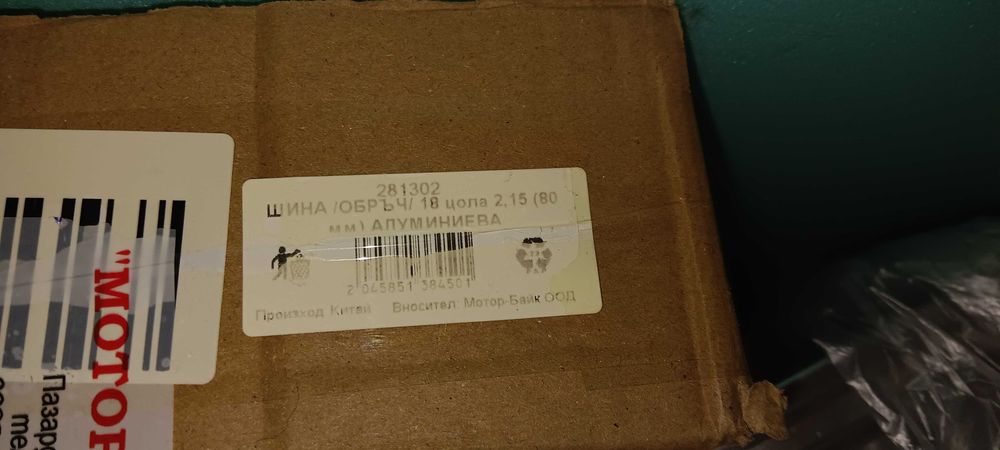 281302
ШИНА /ОБРЪЧ/ 18 цола 2,15 (80
мм) АЛУМИНИЕВА
2 045851 384501
Произход Китай Вносител: Мотор-Байк ООД
"МОТОР
Пазар